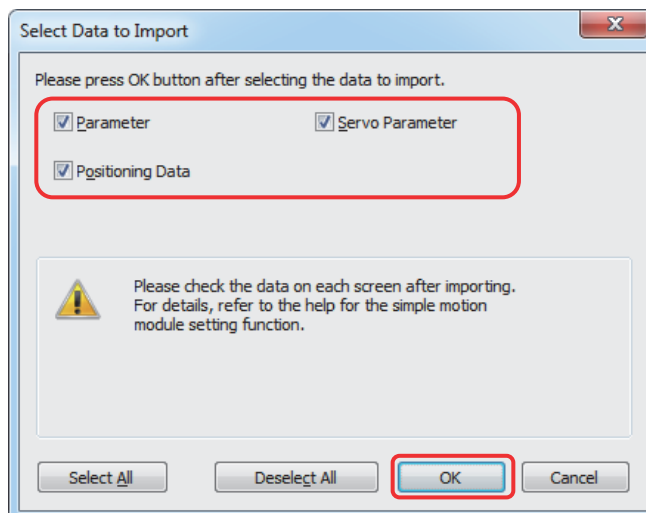 Select Data to Import
Please press OK button after selecting the data to import.
Parameter Servo Parameter
Positioning Data
Please check the data on each screen after importing.
For details, refer to the help for the simple motion
module setting function.
Select All Deselect All OK Cancel